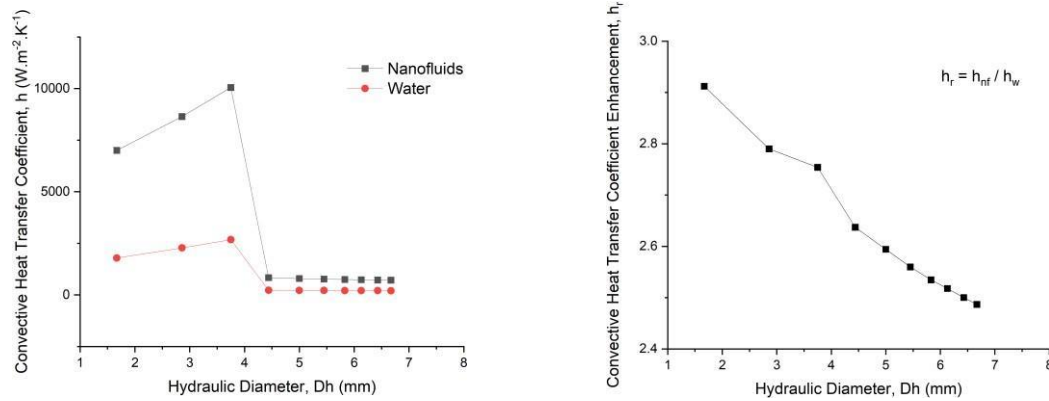 Convective Heat Transfer Coefficient, h (W.m⁻².K⁻¹)
10000
5000
0
Nanofluids
Water
1 2 3 4 5 6 7 8
Hydraulic Diameter, Dh (mm)
Convective Heat Transfer Coefficient Enhancement, hᵣ
3.0
2.8
2.6
2.4
hᵣ = hₙf / h_w
1 2 3 4 5 6 7 8
Hydraulic Diameter, Dh (mm)